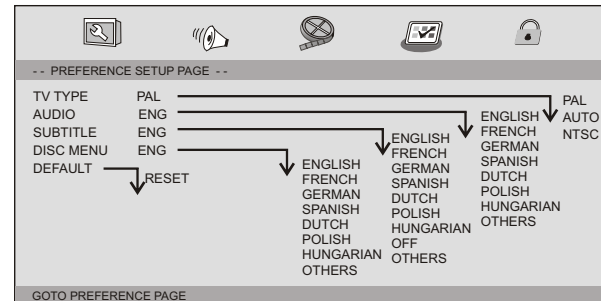 -- PREFERENCE SETUP PAGE --
TV TYPE PAL
AUDIO ENG
SUBTITLE ENG
DISC MENU ENG
DEFAULT
RESET
ENGLISH
FRENCH
GERMAN
SPANISH
DUTCH
POLISH
HUNGARIAN
OTHERS
ENGLISH
FRENCH
GERMAN
SPANISH
DUTCH
POLISH
HUNGARIAN
OFF
OTHERS
ENGLISH
FRENCH
GERMAN
SPANISH
DUTCH
POLISH
HUNGARIAN
OTHERS
PAL
AUTO
NTSC
GOTO PREFERENCE PAGE